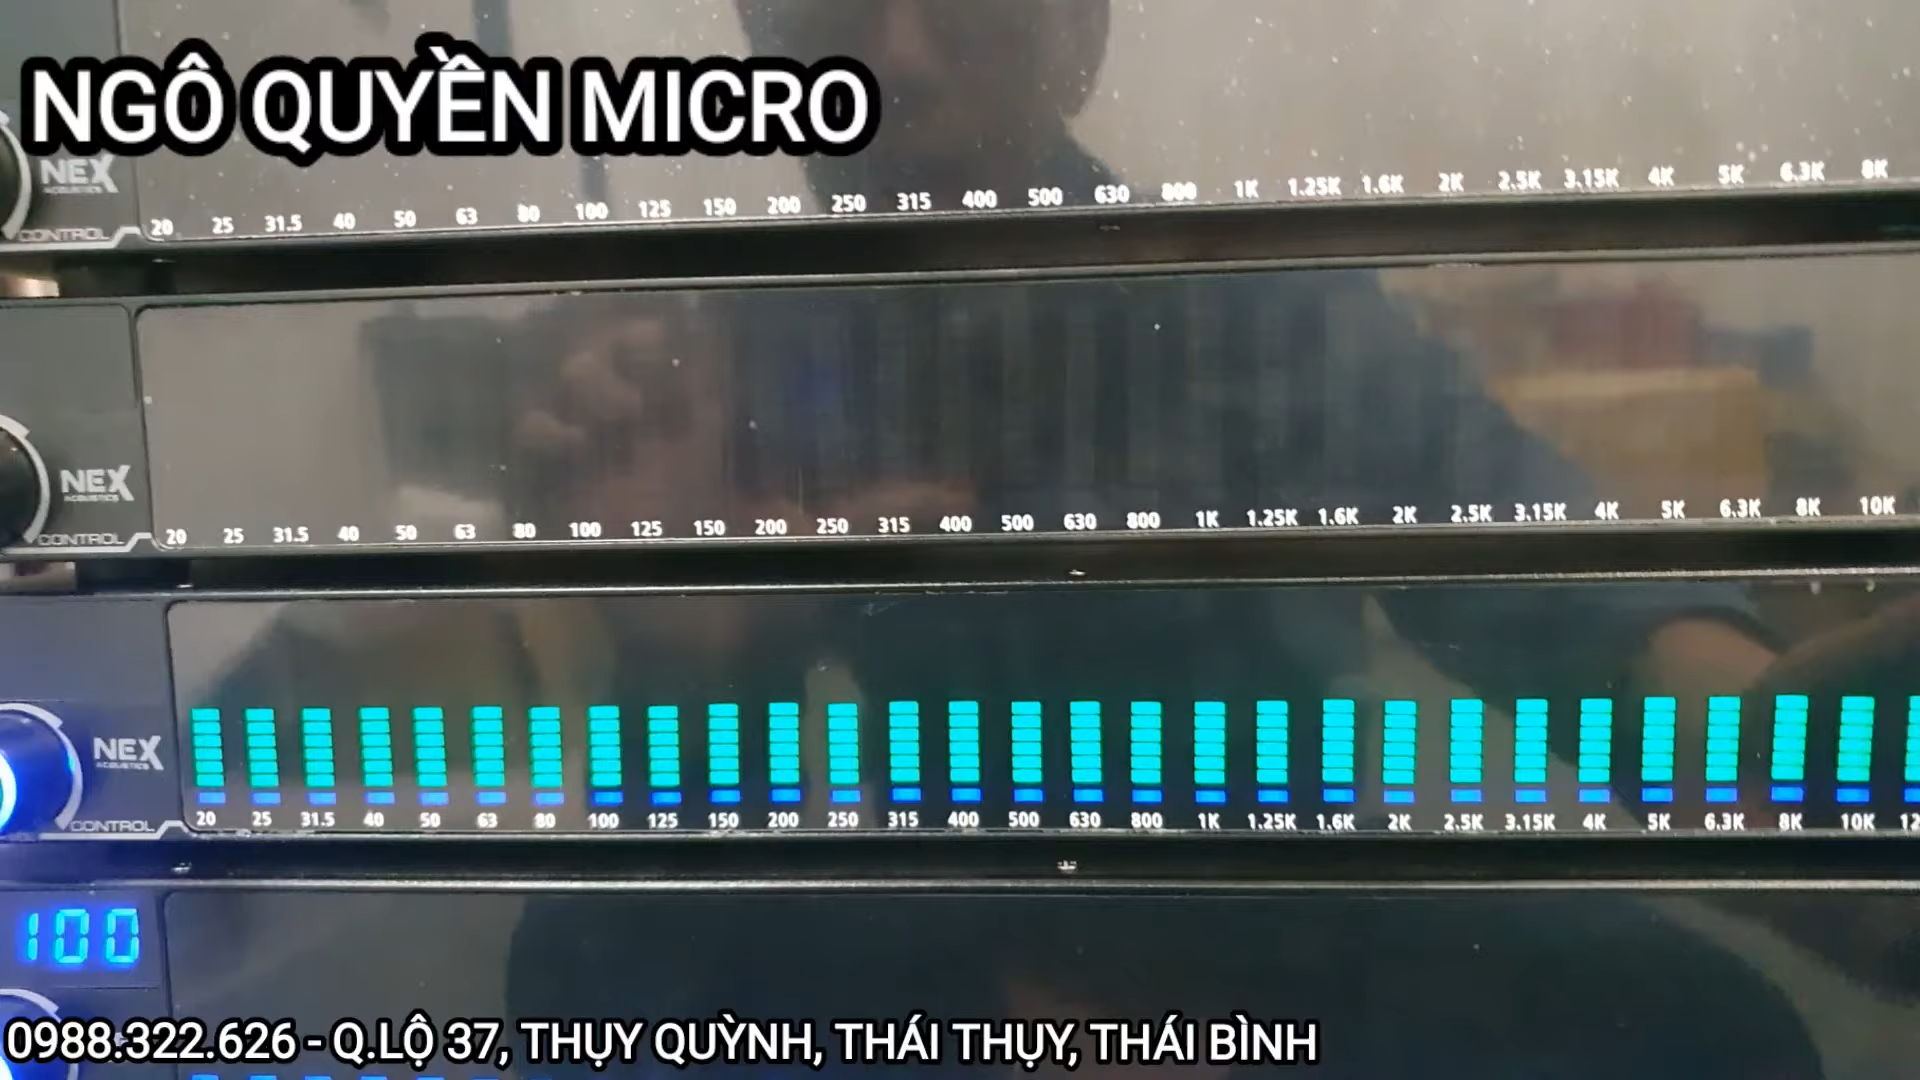 NGÔ QUYỀN MICRO
NEX
ACOUSTICS
CONTROL
20 25 31.5 40 50 63 80 100 125 150 200 250 315 400 500 630 800 1K 1.25K 1.6K 2K 2.5K 3.15K 4K 5K 6.3K 8K
NEX
ACOUSTICS
CONTROL
20 25 31.5 40 50 63 80 100 125 150 200 250 315 400 500 630 800 1K 1.25K 1.6K 2K 2.5K 3.15K 4K 5K 6.3K 8K 10K
NEX
ACOUSTICS
CONTROL
20 25 31.5 40 50 63 80 100 125 150 200 250 315 400 500 630 800 1K 1.25K 1.6K 2K 2.5K 3.15K 4K 5K 6.3K 8K 10K
100
0988.322.626 - Q.LỘ 37, THỤY QUỲNH, THÁI THỤY, THÁI BÌNH